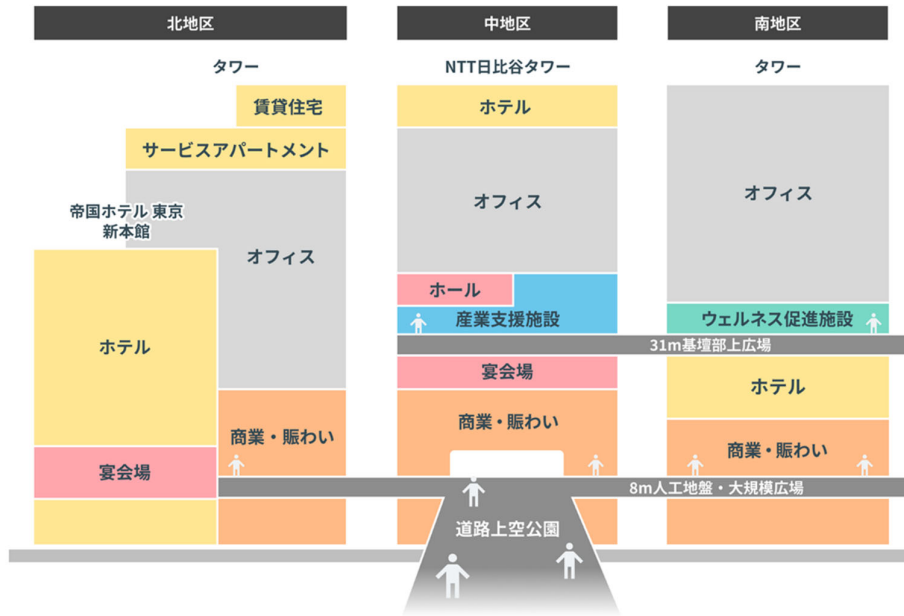 北地区
中地区
南地区
タワー
NTT日比谷タワー
タワー
賃貸住宅
サービスアパートメント
帝国ホテル 東京
新本館
オフィス
ホテル
宴会場
商業・賑わい
ホテル
オフィス
ホール
産業支援施設
宴会場
商業・賑わい
道路上空公園
オフィス
ウェルネス促進施設
31m基壇部上広場
ホテル
商業・賑わい
8m人工地盤・大規模広場